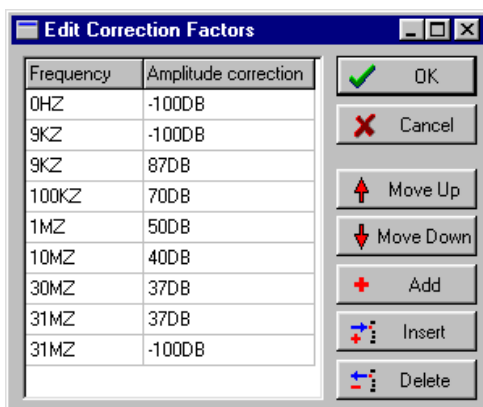 Edit Correction Factors
Frequency Amplitude correction
0HZ -100DB
9KZ -100DB
9KZ 87DB
100KZ 70DB
1MZ 50DB
10MZ 40DB
30MZ 37DB
31MZ 37DB
31MZ -100DB
OK
Cancel
Move Up
Move Down
Add
Insert
Delete